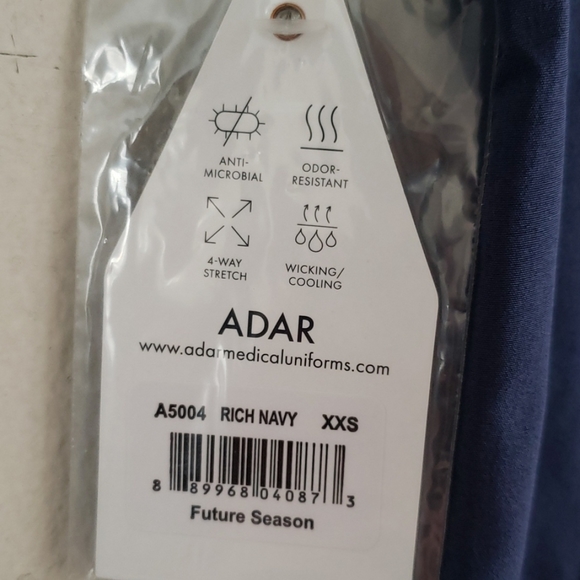 ANTI-
MICROBIAL
ODOR-
RESISTANT
4-WAY
STRETCH
WICKING/
COOLING
ADAR
www.adarmedicaluniforms.com
A5004 RICH NAVY XXS
8 89968 04087 3
Future Season